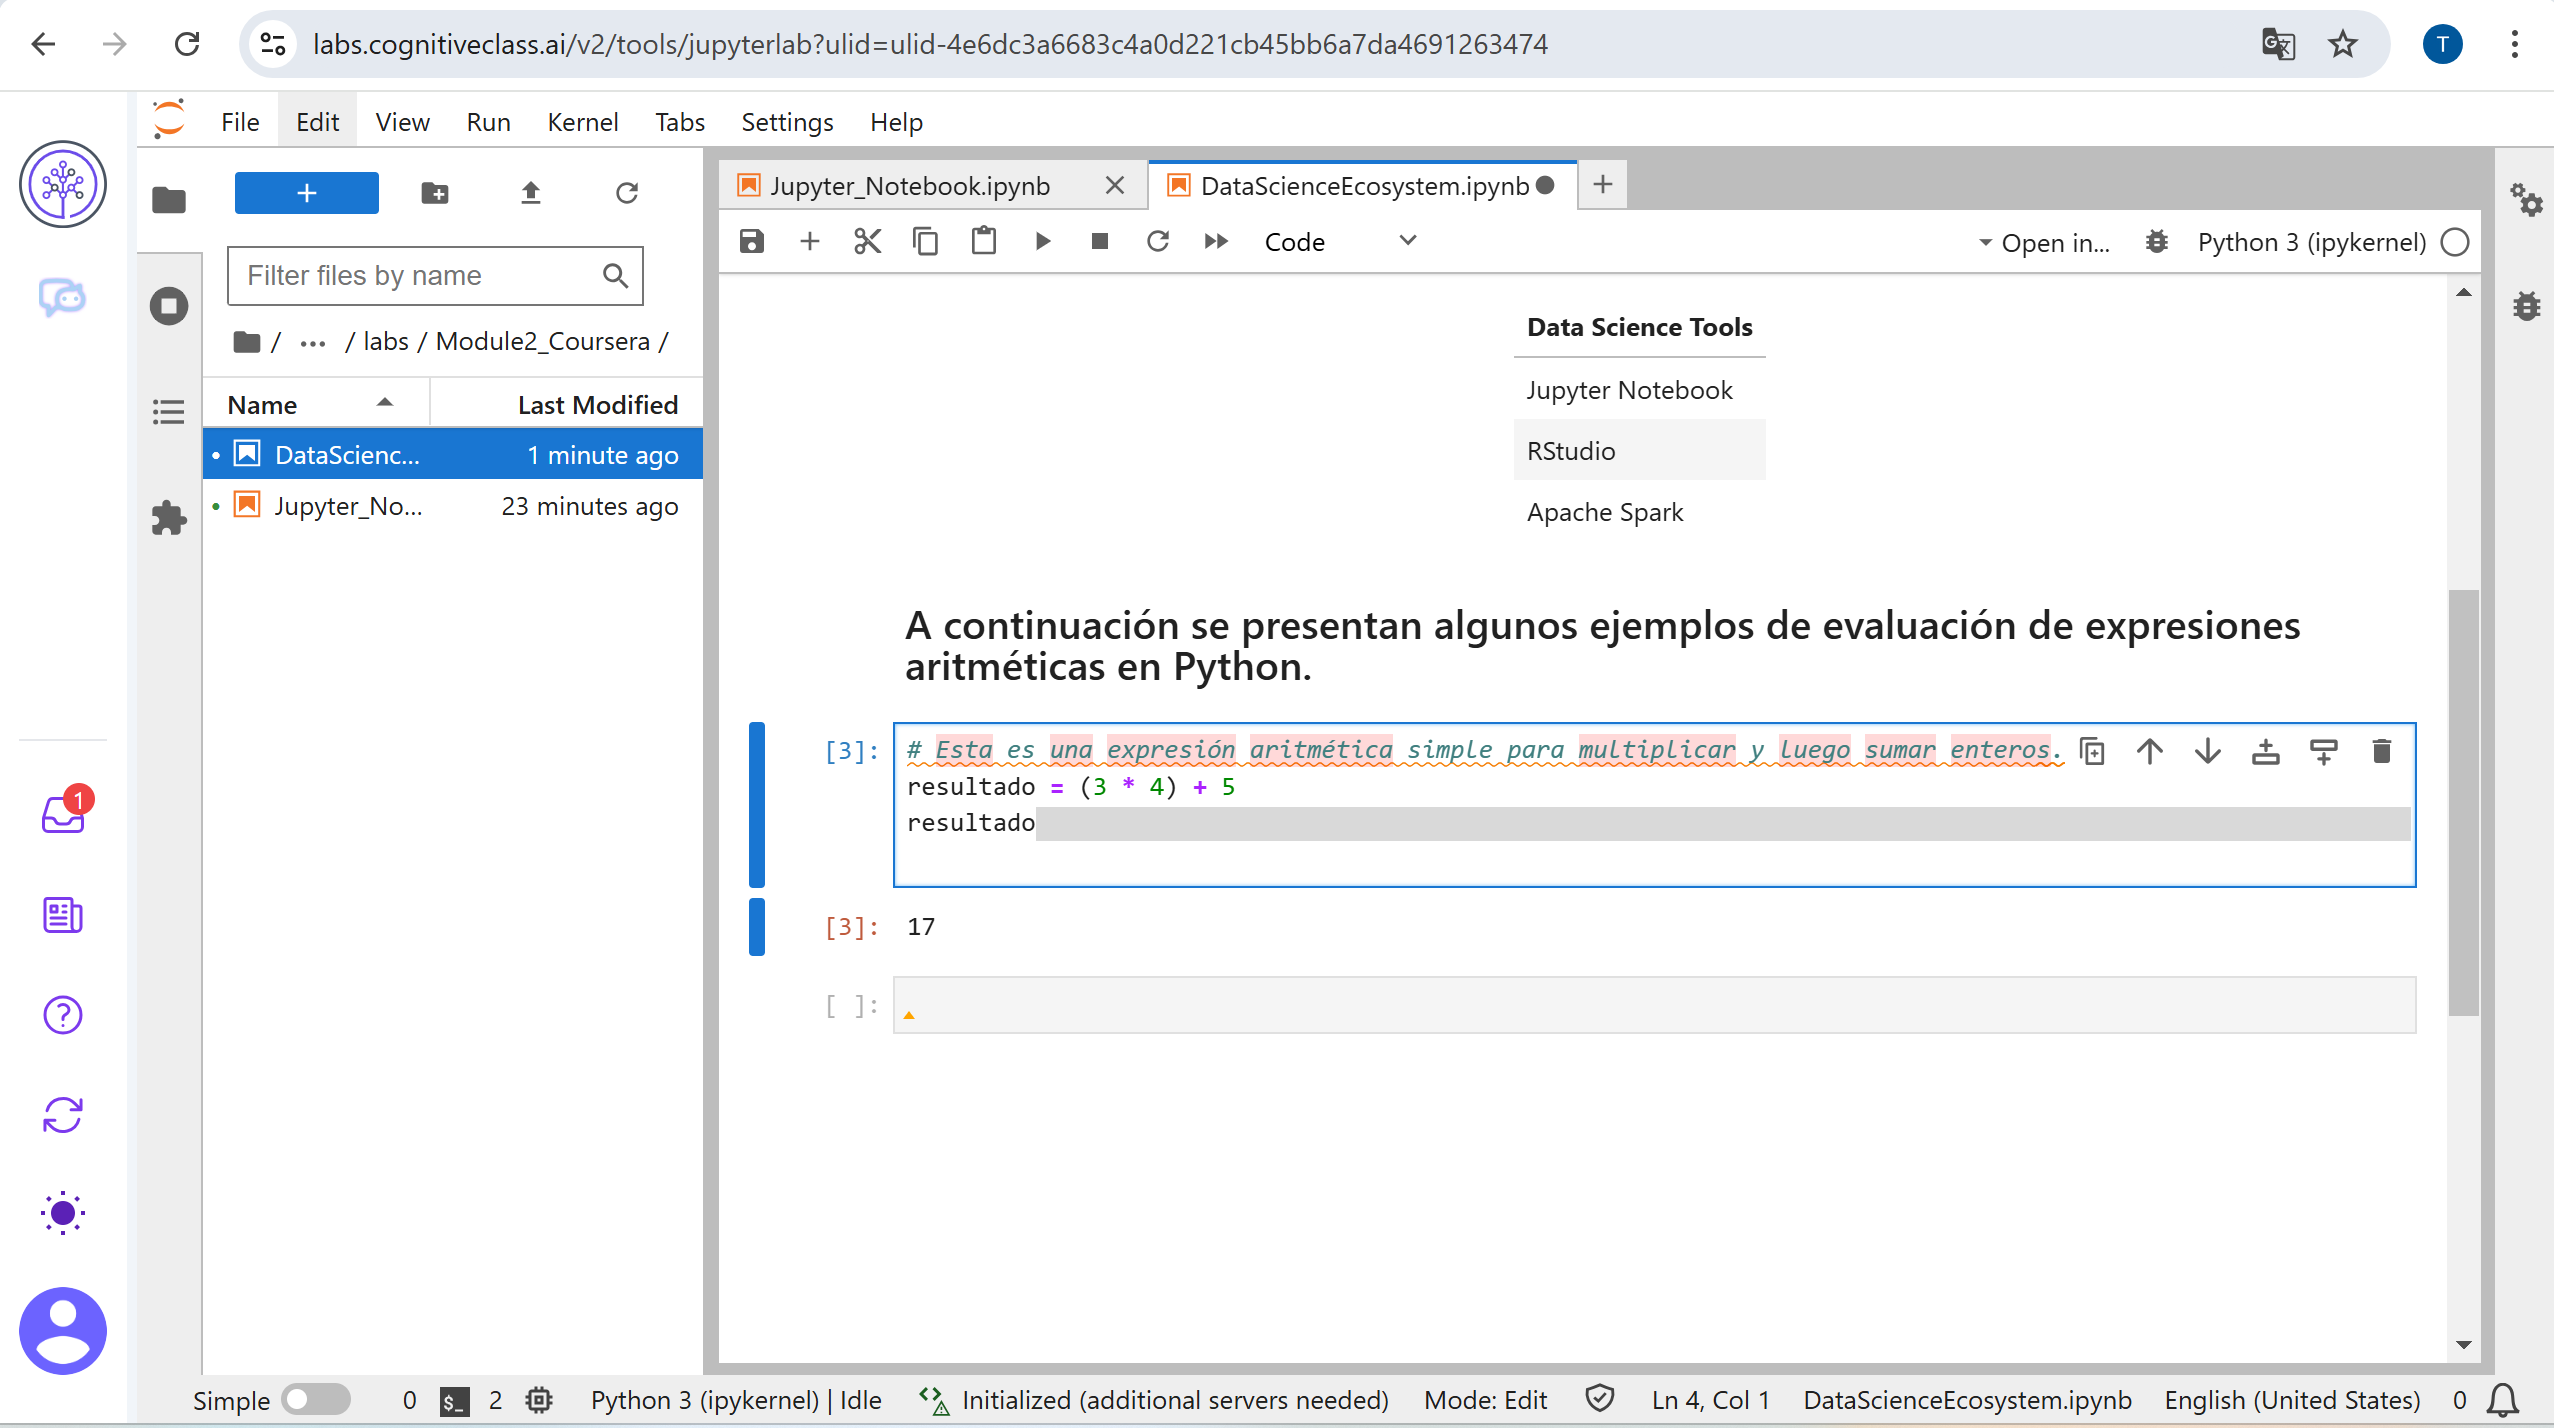 labs.cognitiveclass.ai/v2/tools/jupyterlab?ulid=ulid-4e6dc3a6683c4a0d221cb45bb6a7da4691263474
T
File Edit View Run Kernel Tabs Settings Help
+
Filter files by name
/ ... / labs / Module2_Coursera /
Name Last Modified
DataScienc... 1 minute ago
Jupyter_No... 23 minutes ago
Jupyter_Notebook.ipynb
DataScienceEcosystem.ipynb
Code
Open in...
Python 3 (ipykernel)
Data Science Tools
Jupyter Notebook
RStudio
Apache Spark
A continuación se presentan algunos ejemplos de evaluación de expresiones
aritméticas en Python.
[3]: # Esta es una expresión aritmética simple para multiplicar y luego sumar enteros.
resultado = (3 * 4) + 5
resultado
[3]: 17
[ ]:
1
Simple 0 $_ 2 Python 3 (ipykernel) | Idle Initialized (additional servers needed) Mode: Edit Ln 4, Col 1 DataScienceEcosystem.ipynb English (United States) 0